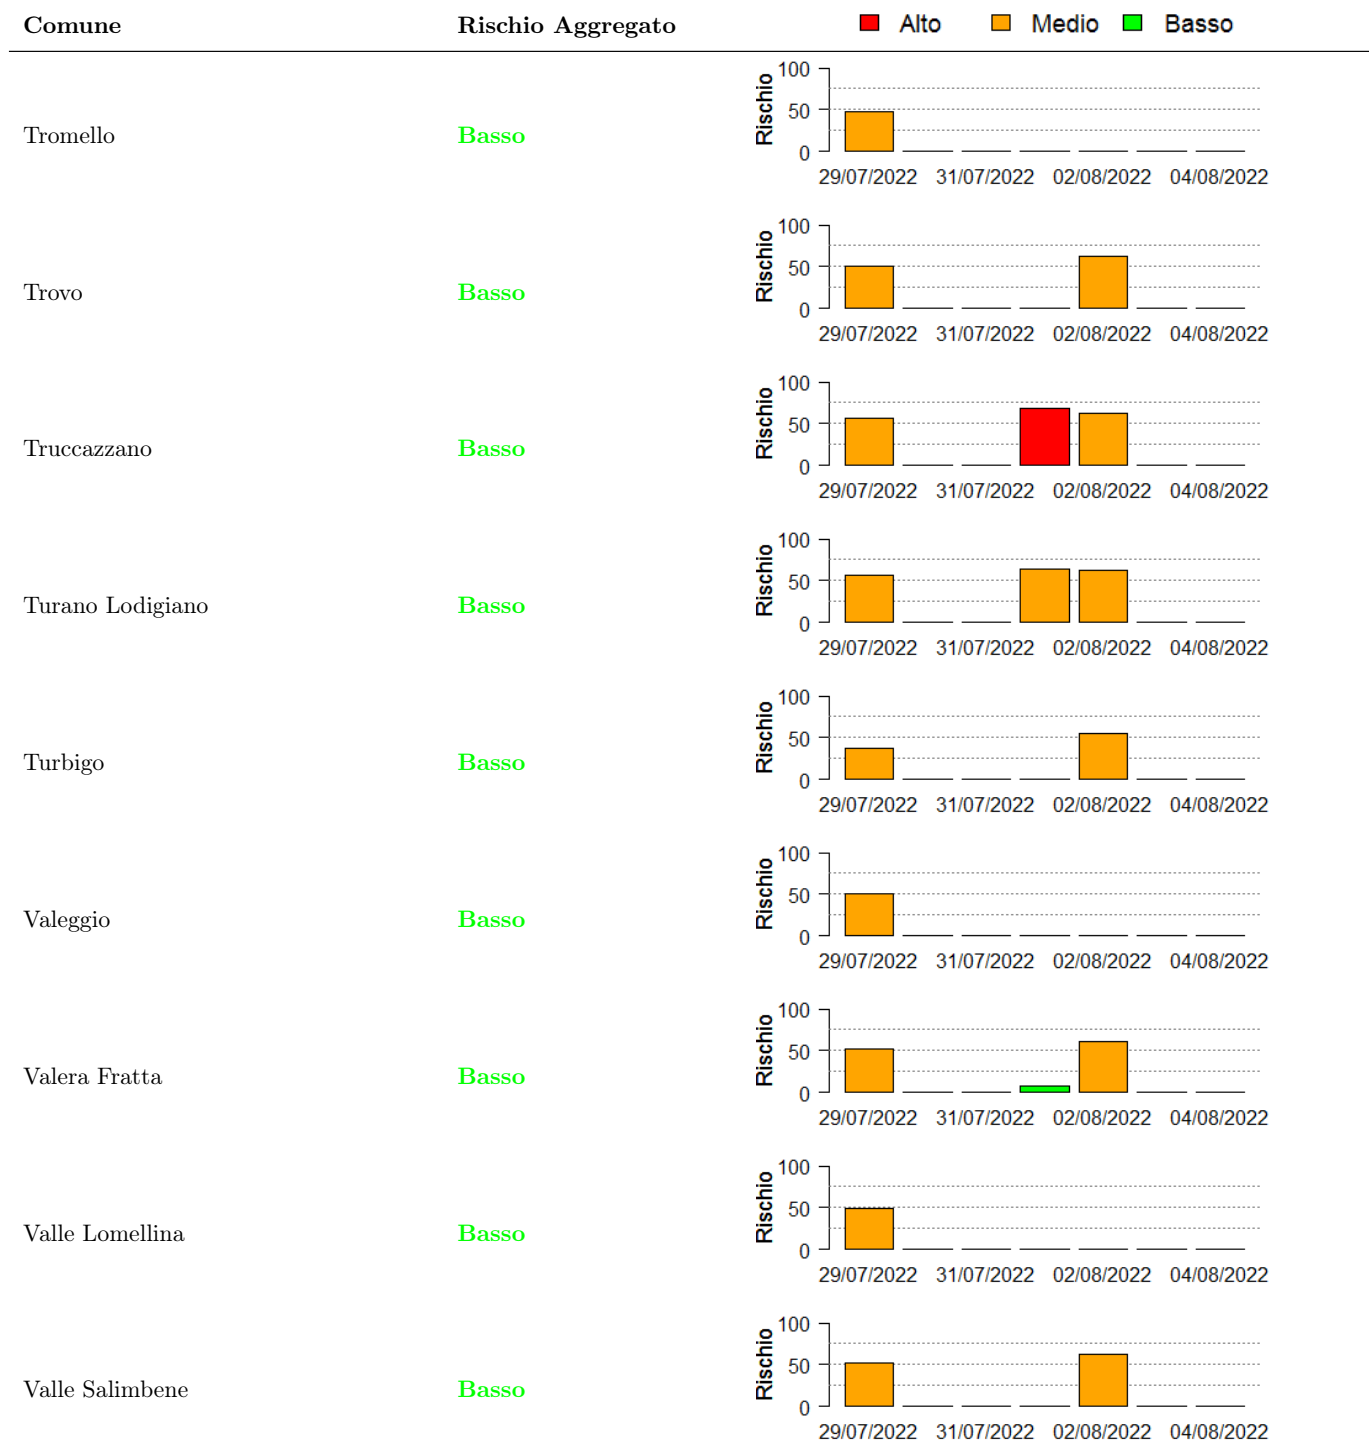 Comune Rischio Aggregato Alto Medio Basso
100
50
0
Rischio
Tromello Basso
29/07/2022 31/07/2022 02/08/2022 04/08/2022
100
50
0
Rischio
Trovo Basso
29/07/2022 31/07/2022 02/08/2022 04/08/2022
100
50
0
Rischio
Truccazzano Basso
29/07/2022 31/07/2022 02/08/2022 04/08/2022
100
50
0
Rischio
Turano Lodigiano Basso
29/07/2022 31/07/2022 02/08/2022 04/08/2022
100
50
0
Rischio
Turbigo Basso
29/07/2022 31/07/2022 02/08/2022 04/08/2022
100
50
0
Rischio
Valeggio Basso
29/07/2022 31/07/2022 02/08/2022 04/08/2022
100
50
0
Rischio
Valera Fratta Basso
29/07/2022 31/07/2022 02/08/2022 04/08/2022
100
50
0
Rischio
Valle Lomellina Basso
29/07/2022 31/07/2022 02/08/2022 04/08/2022
100
50
0
Rischio
Valle Salimbene Basso
29/07/2022 31/07/2022 02/08/2022 04/08/2022